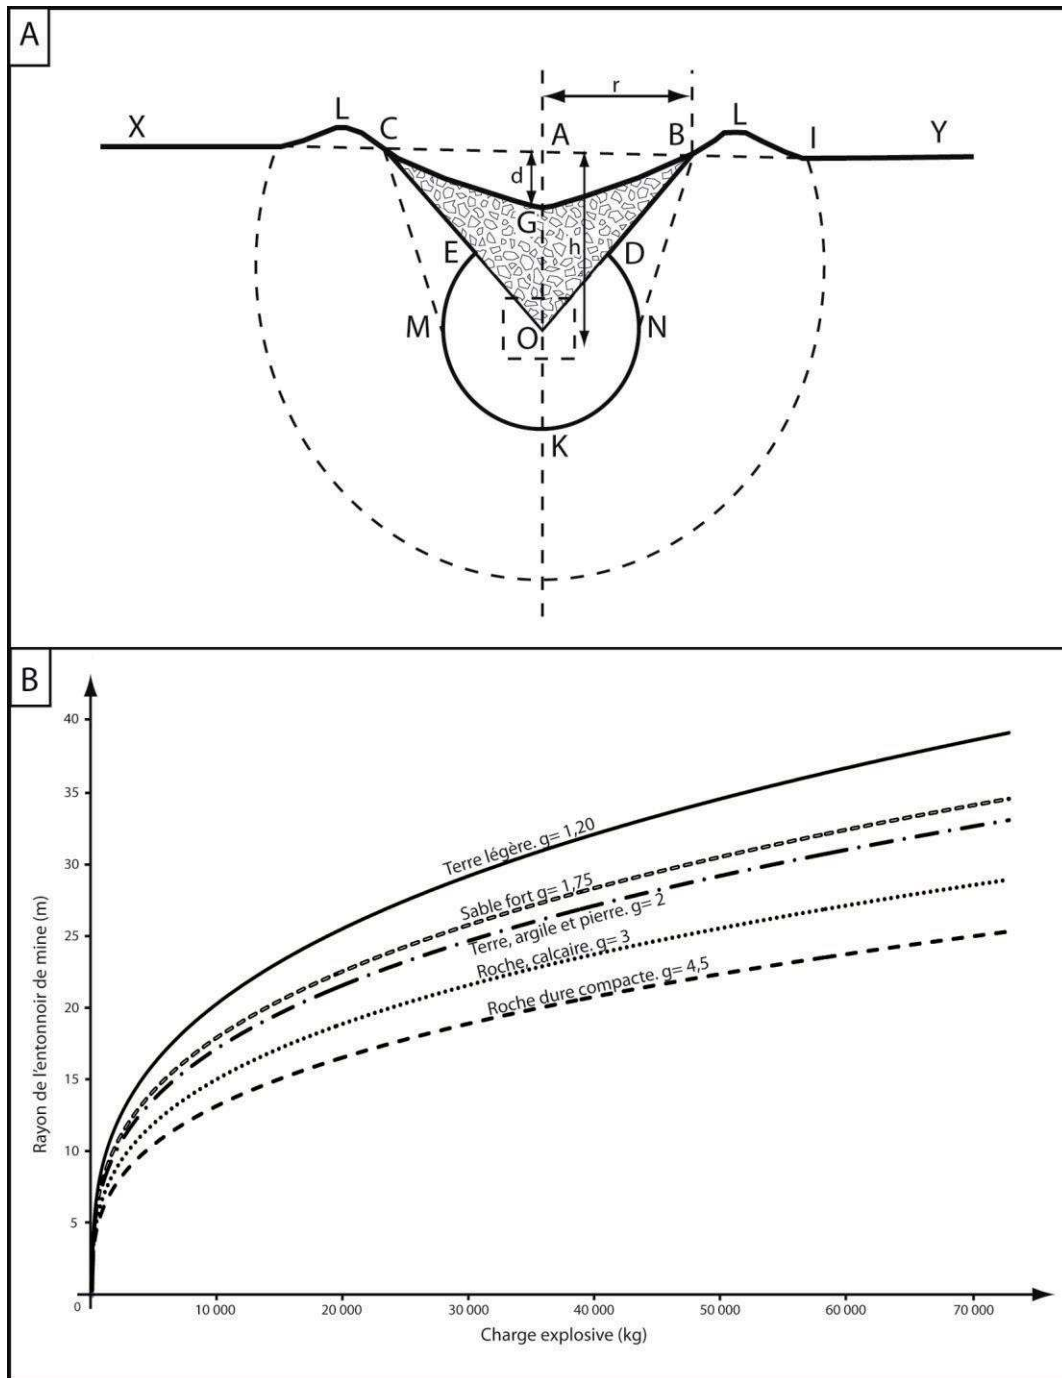 A
r
X
L
C
A
B
L
I
Y
d
G
h
E
D
M
O
N
K
B
40
35
30
25
20
15
10
5
0
Rayon de l'entonnoir de mine (m)
Terre légère. g= 1,20
Sable fort g= 1,75
Terre, argile et pierre. g= 2
Roche, calcaire. g= 3
Roche dure compacte. g= 4,5
10 000
20 000
30 000
40 000
50 000
60 000
70 000
Charge explosive (kg)